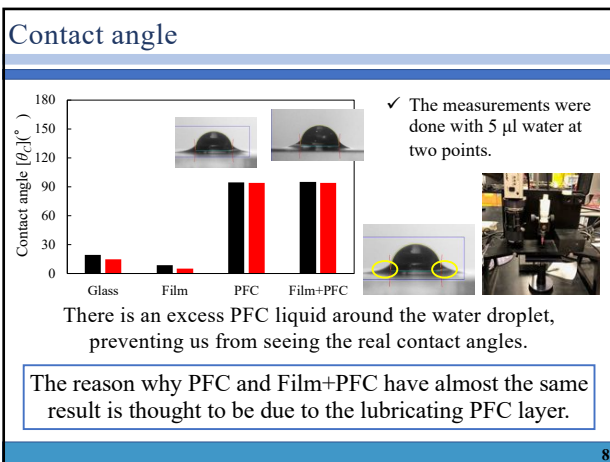 Contact angle
180
150
120
90
60
30
0
Contact angle [θc](°)
Glass Film PFC Film+PFC
✓ The measurements were
done with 5 μl water at
two points.
There is an excess PFC liquid around the water droplet,
preventing us from seeing the real contact angles.
The reason why PFC and Film+PFC have almost the same
result is thought to be due to the lubricating PFC layer.
8